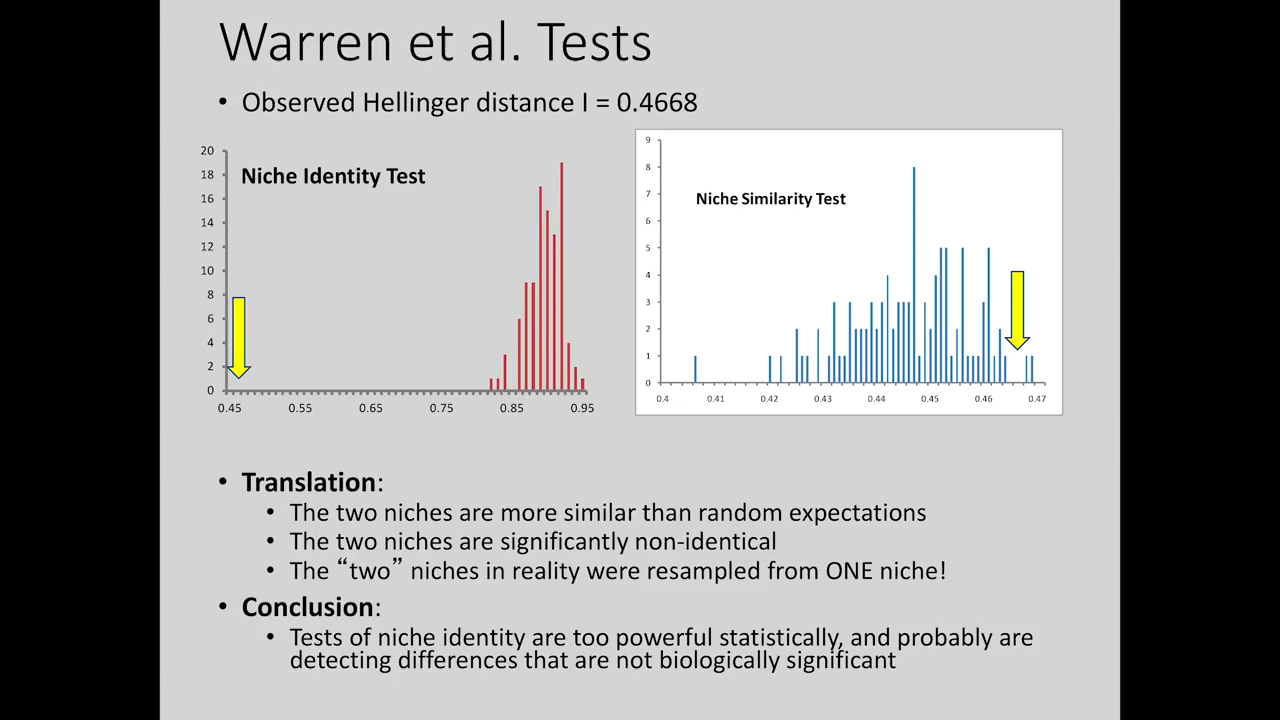 Warren et al. Tests
• Observed Hellinger distance I = 0.4668
Niche Identity Test
20
18
16
14
12
10
8
6
4
2
0
0.45 0.55 0.65 0.75 0.85 0.95
Niche Similarity Test
9
8
7
6
5
4
3
2
1
0
0.4 0.41 0.42 0.43 0.44 0.45 0.46 0.47
• Translation:
• The two niches are more similar than random expectations
• The two niches are significantly non-identical
• The “two” niches in reality were resampled from ONE niche!
• Conclusion:
• Tests of niche identity are too powerful statistically, and probably are
detecting differences that are not biologically significant